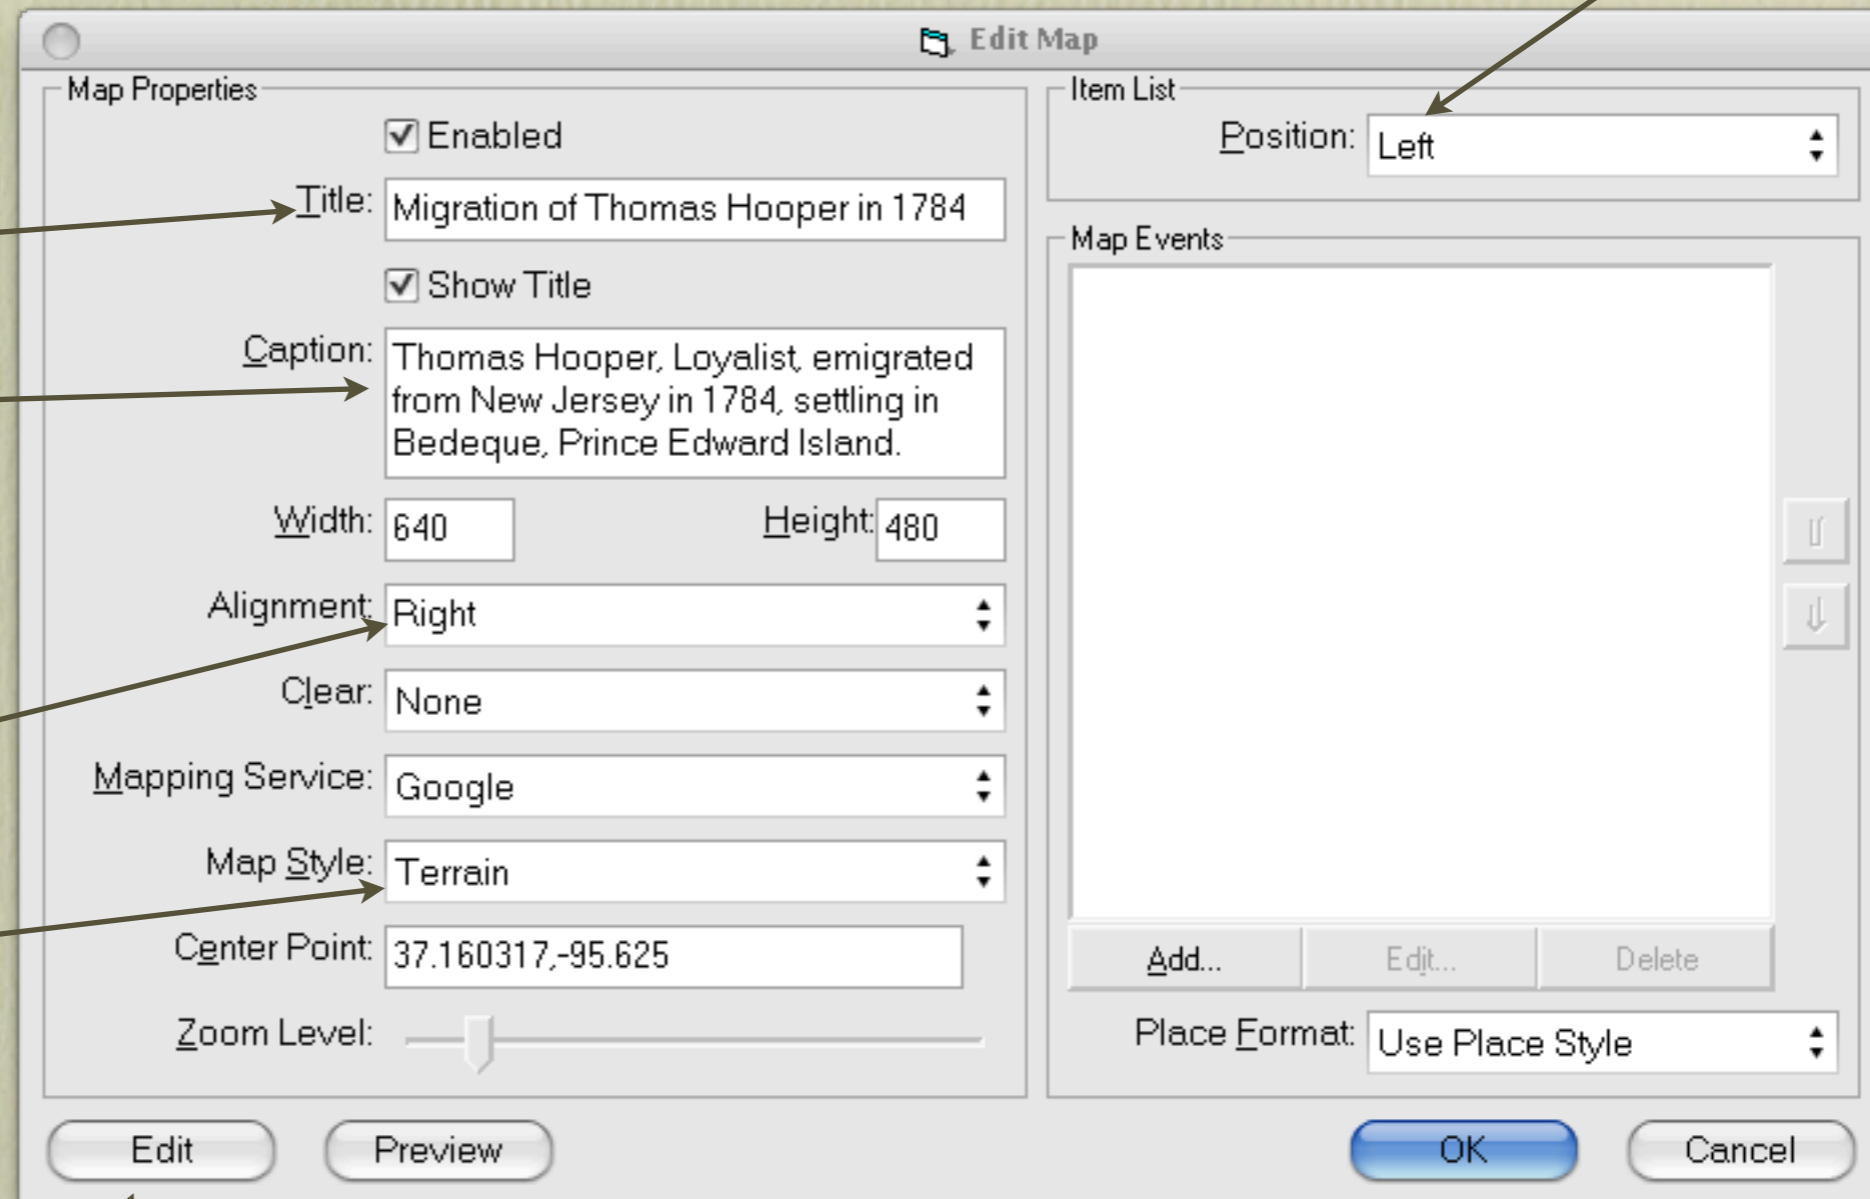 Edit Map
Map Properties
Enabled
Title: Migration of Thomas Hooper in 1784
Show Title
Caption: Thomas Hooper, Loyalist, emigrated
from New Jersey in 1784, settling in
Bedeque, Prince Edward Island.
Width: 640 Height: 480
Alignment: Right
Clear: None
Mapping Service: Google
Map Style: Terrain
Center Point: 37.160317,-95.625
Zoom Level:
Edit Preview
Item List
Position: Left
Map Events
Add... Edit... Delete
Place Format: Use Place Style
OK Cancel